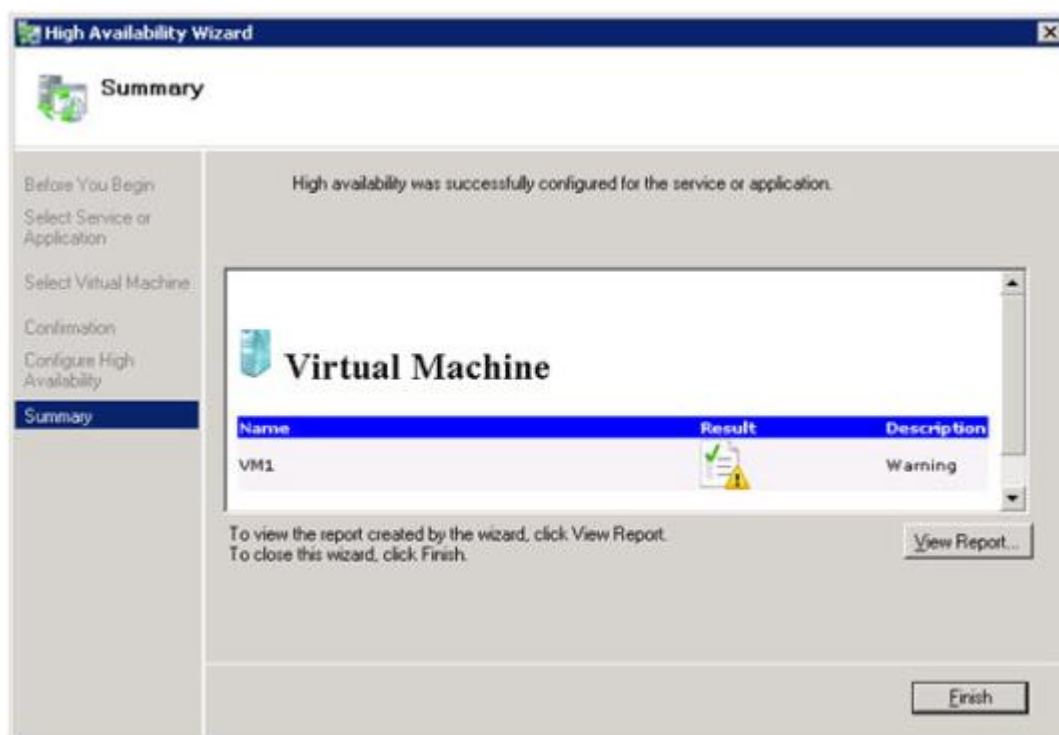 High Availability Wizard
Summary
Before You Begin
Select Service or
Application
Select Virtual Machine
Confirmation
Configure High
Availability
Summary
High availability was successfully configured for the service or application.
Virtual Machine
Name Result Description
VM1 Warning
To view the report created by the wizard, click View Report.
To close this wizard, click Finish.
View Report...
Finish